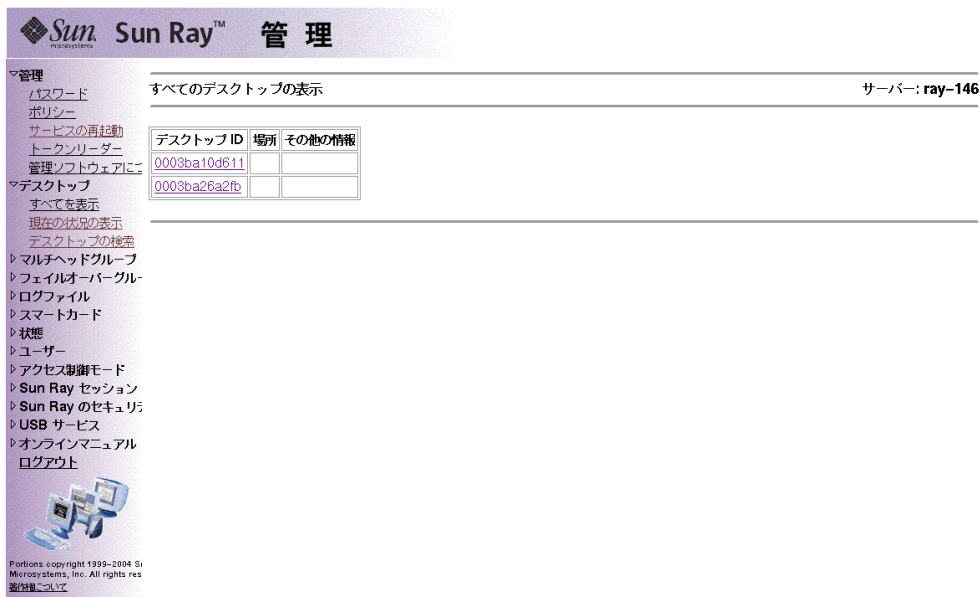 Sun microsystems Sun Ray™ 管 理
▽管理
パスワード
ポリシー
サービスの再起動
トークンリーダー
管理ソフトウェアにつ
▽デスクトップ
すべてを表示
現在の状況の表示
デスクトップの検索
▷マルチヘッドグループ
▷フェイルオーバーグルー
▷ログファイル
▷スマートカード
▷状態
▷ユーザー
▷アクセス制御モード
▷Sun Ray セッション
▷Sun Ray のセキュリテ
▷USB サービス
▷オンラインマニュアル
ログアウト
Portions copyright 1999-2004 S
Microsystems, Inc. All rights res
著作権について
すべてのデスクトップの表示 サーバー: ray-146
デスクトップ ID 場所 その他の情報
0003ba10d611
0003ba26a2fb